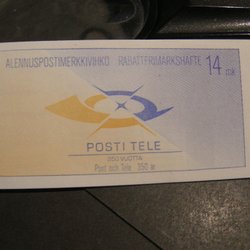 ALENNUSPOSTIMERKKIVIHKO RABATTFRIMÄRKSHÄFTE 14 mk
POSTI TELE
350 VUOTTA
Post och Tele 350 år